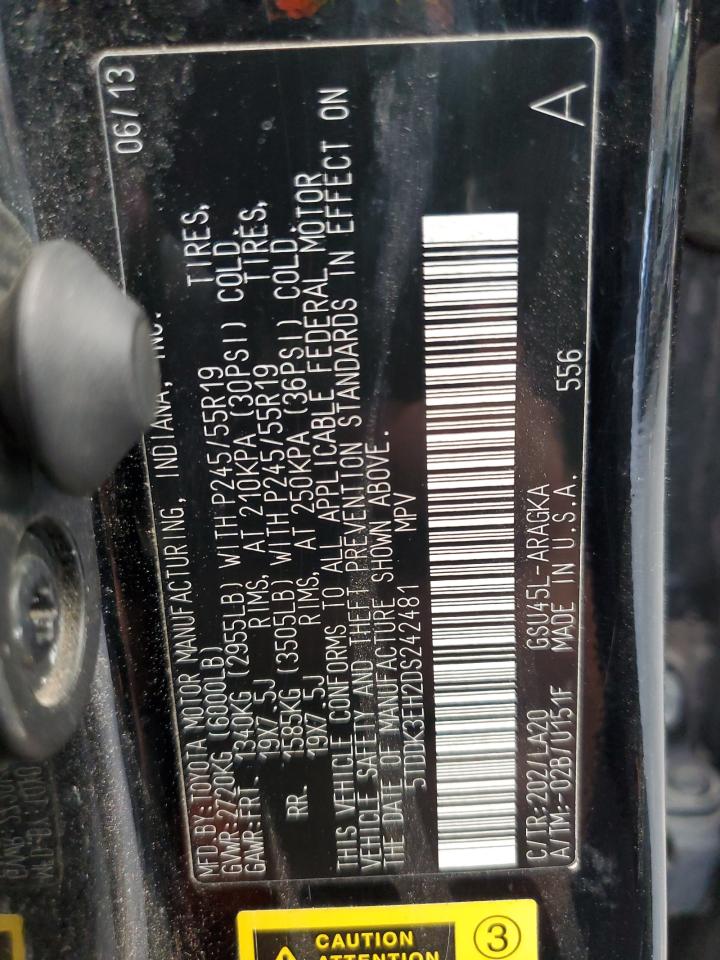 MFD. BY: TOYOTA MOTOR MANUFACTURING, INDIANA, INC. 06/13
GVWR: 2720KG (6000LB)
GAWR: FRT. 1340KG (2955LB) WITH P245/55R19 TIRES,
19X7.5J RIMS, AT 210KPA (30PSI) COLD.
RR. 1585KG (3505LB) WITH P245/55R19 TIRES,
19X7.5J RIMS, AT 250KPA (36PSI) COLD.
THIS VEHICLE CONFORMS TO ALL APPLICABLE FEDERAL MOTOR
VEHICLE SAFETY AND THEFT PREVENTION STANDARDS IN EFFECT ON
THE DATE OF MANUFACTURE SHOWN ABOVE.
5TDDK3EH2DS242481 MPV
C/TR: 202/LA20 GSU45L-ARAGKA 556
A/TM: -02B/U151F MADE IN U.S.A. A
CAUTION
ATTENTION
3